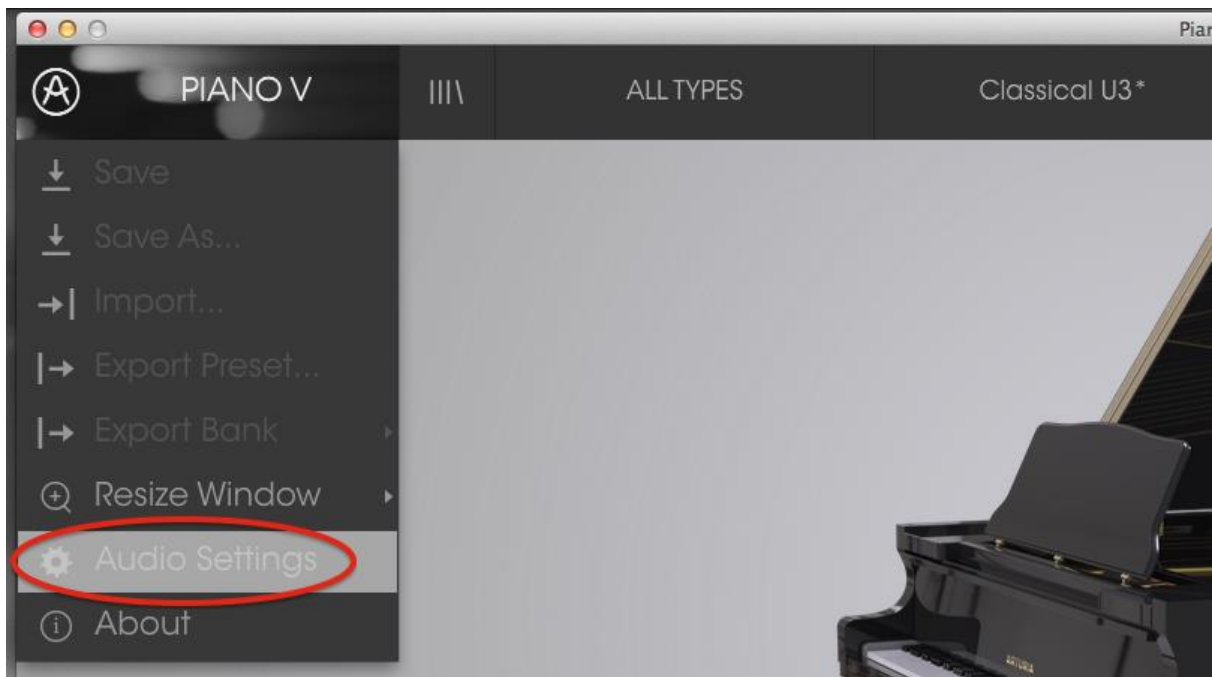 Pian
PIANO V
ALL TYPES
Classical U3*
Save
Save As...
Import...
Export Preset...
Export Bank
Resize Window
Audio Settings
About
ARTURIA